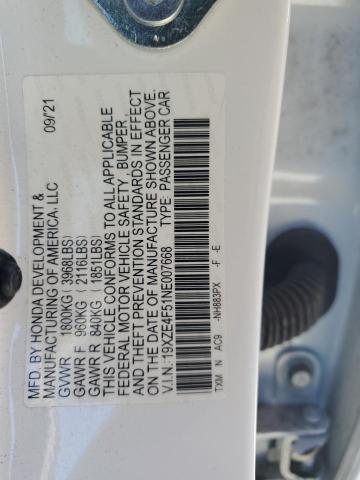 MFD. BY HONDA DEVELOPMENT & 09/21
MANUFACTURING OF AMERICA, LLC
GVWR 1800KG(3968LBS)
GAWR F 960KG(2116LBS)
GAWR R 840KG(1851LBS)
THIS VEHICLE CONFORMS TO ALL APPLICABLE
FEDERAL MOTOR VEHICLE SAFETY, BUMPER,
AND THEFT PREVENTION STANDARDS IN EFFECT
ON THE DATE OF MANUFACTURE SHOWN ABOVE.
V.I.N.:19XZE4F51NE007668 TYPE: PASSENGER CAR
TXM N AC9 -NH883PX -F -E